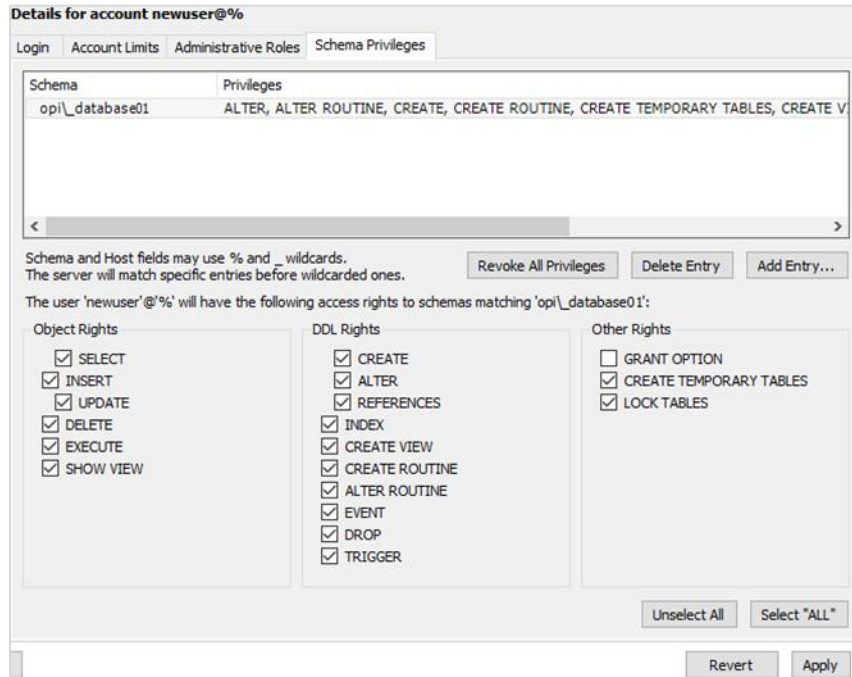 Details for account newuser@%
Login Account Limits Administrative Roles Schema Privileges
Schema Privileges
opi\_database01 ALTER, ALTER ROUTINE, CREATE, CREATE ROUTINE, CREATE TEMPORARY TABLES, CREATE VI
Schema and Host fields may use % and _ wildcards.
The server will match specific entries before wildcarded ones.
Revoke All Privileges Delete Entry Add Entry...
The user 'newuser'@'%' will have the following access rights to schemas matching 'opi\_database01':
Object Rights
SELECT
INSERT
UPDATE
DELETE
EXECUTE
SHOW VIEW
DDL Rights
CREATE
ALTER
REFERENCES
INDEX
CREATE VIEW
CREATE ROUTINE
ALTER ROUTINE
EVENT
DROP
TRIGGER
Other Rights
GRANT OPTION
CREATE TEMPORARY TABLES
LOCK TABLES
Unselect All Select "ALL"
Revert Apply